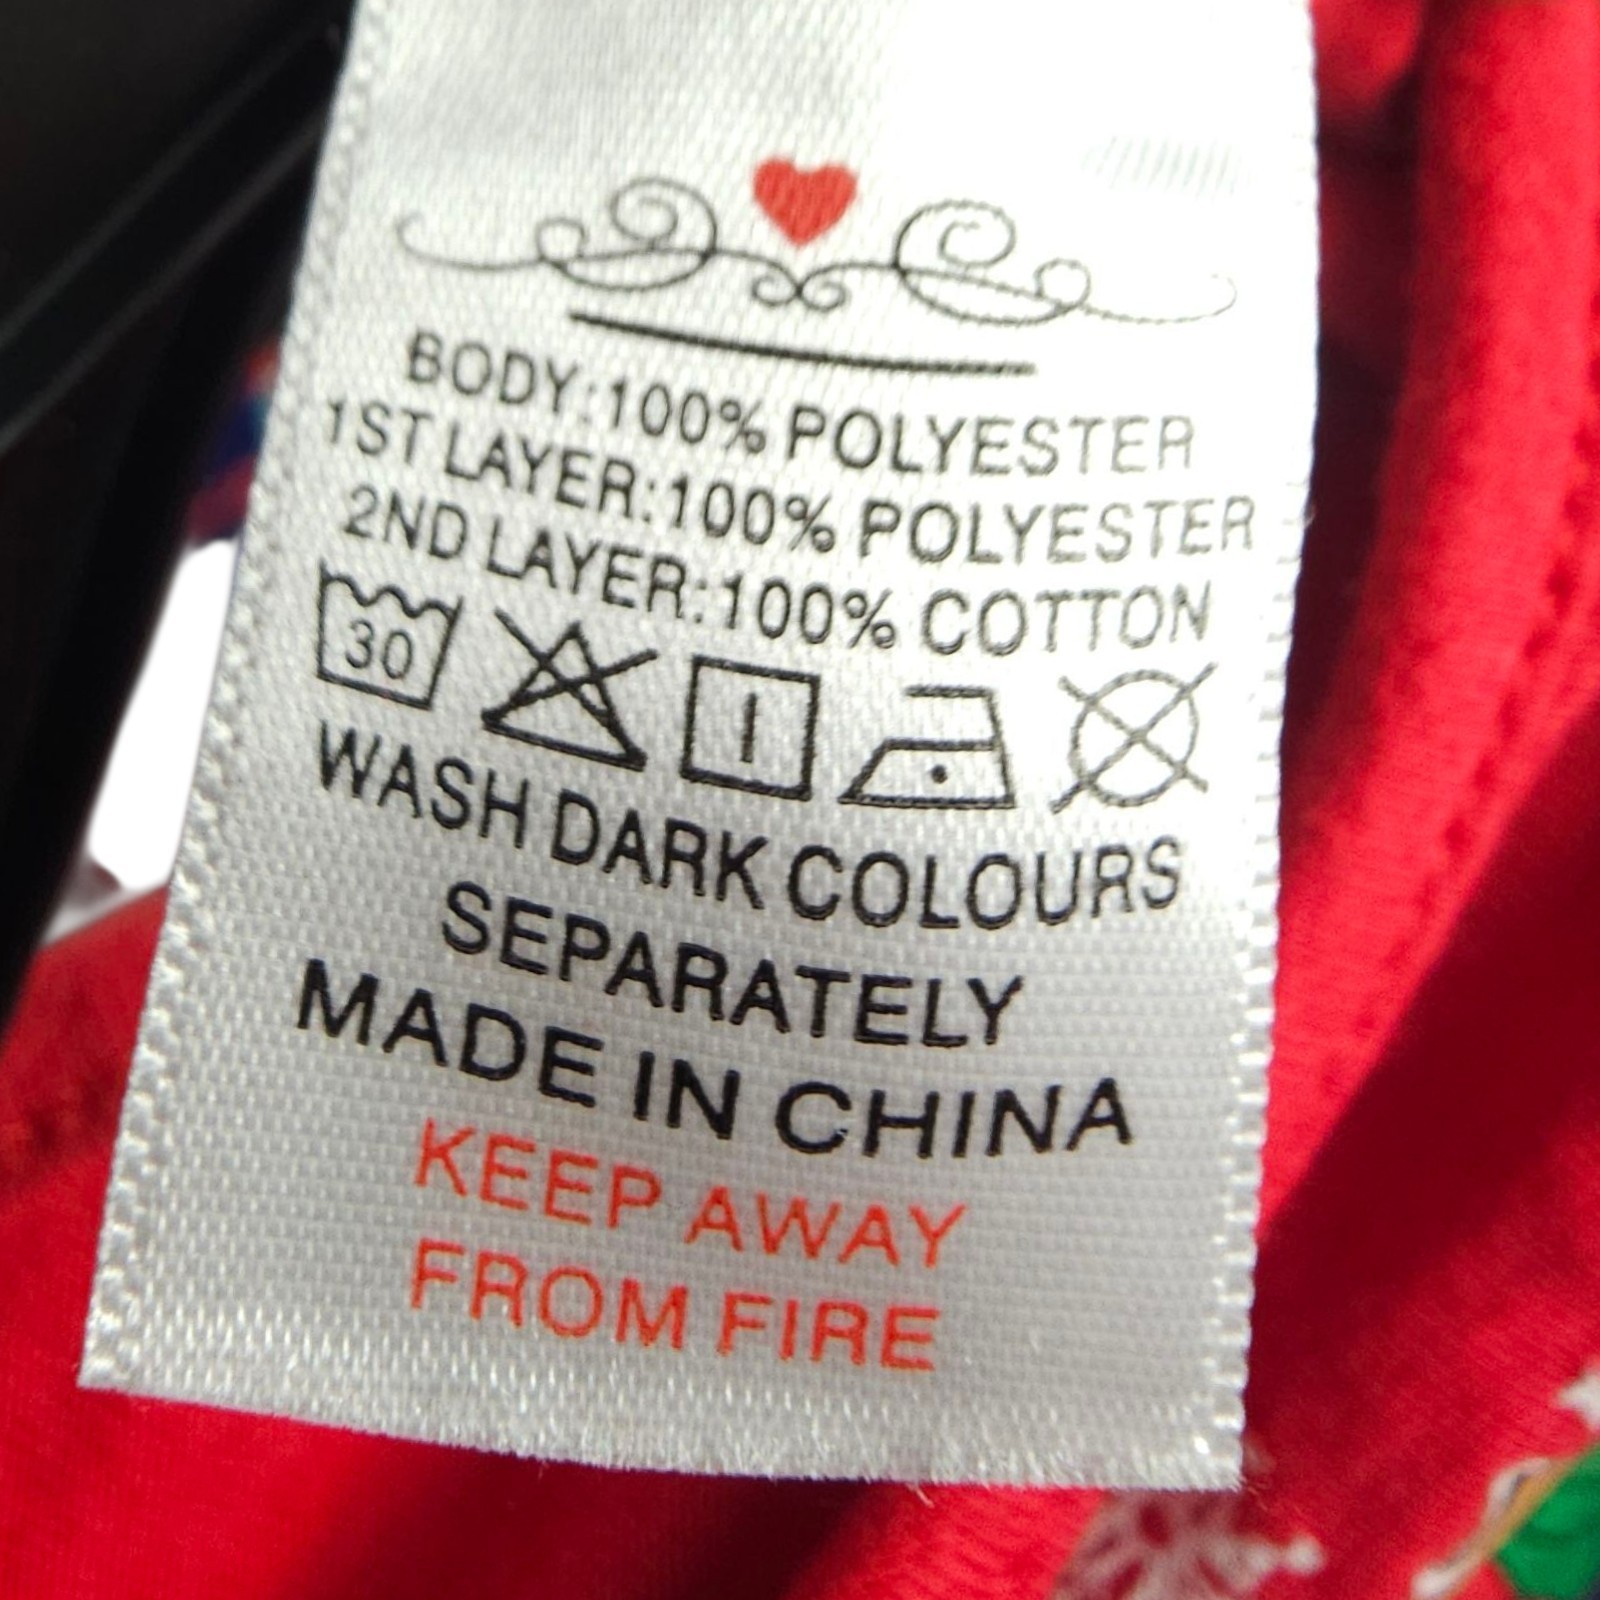 BODY:100% POLYESTER
1ST LAYER:100% POLYESTER
2ND LAYER:100% COTTON
30
WASH DARK COLOURS
SEPARATELY
MADE IN CHINA
KEEP AWAY
FROM FIRE